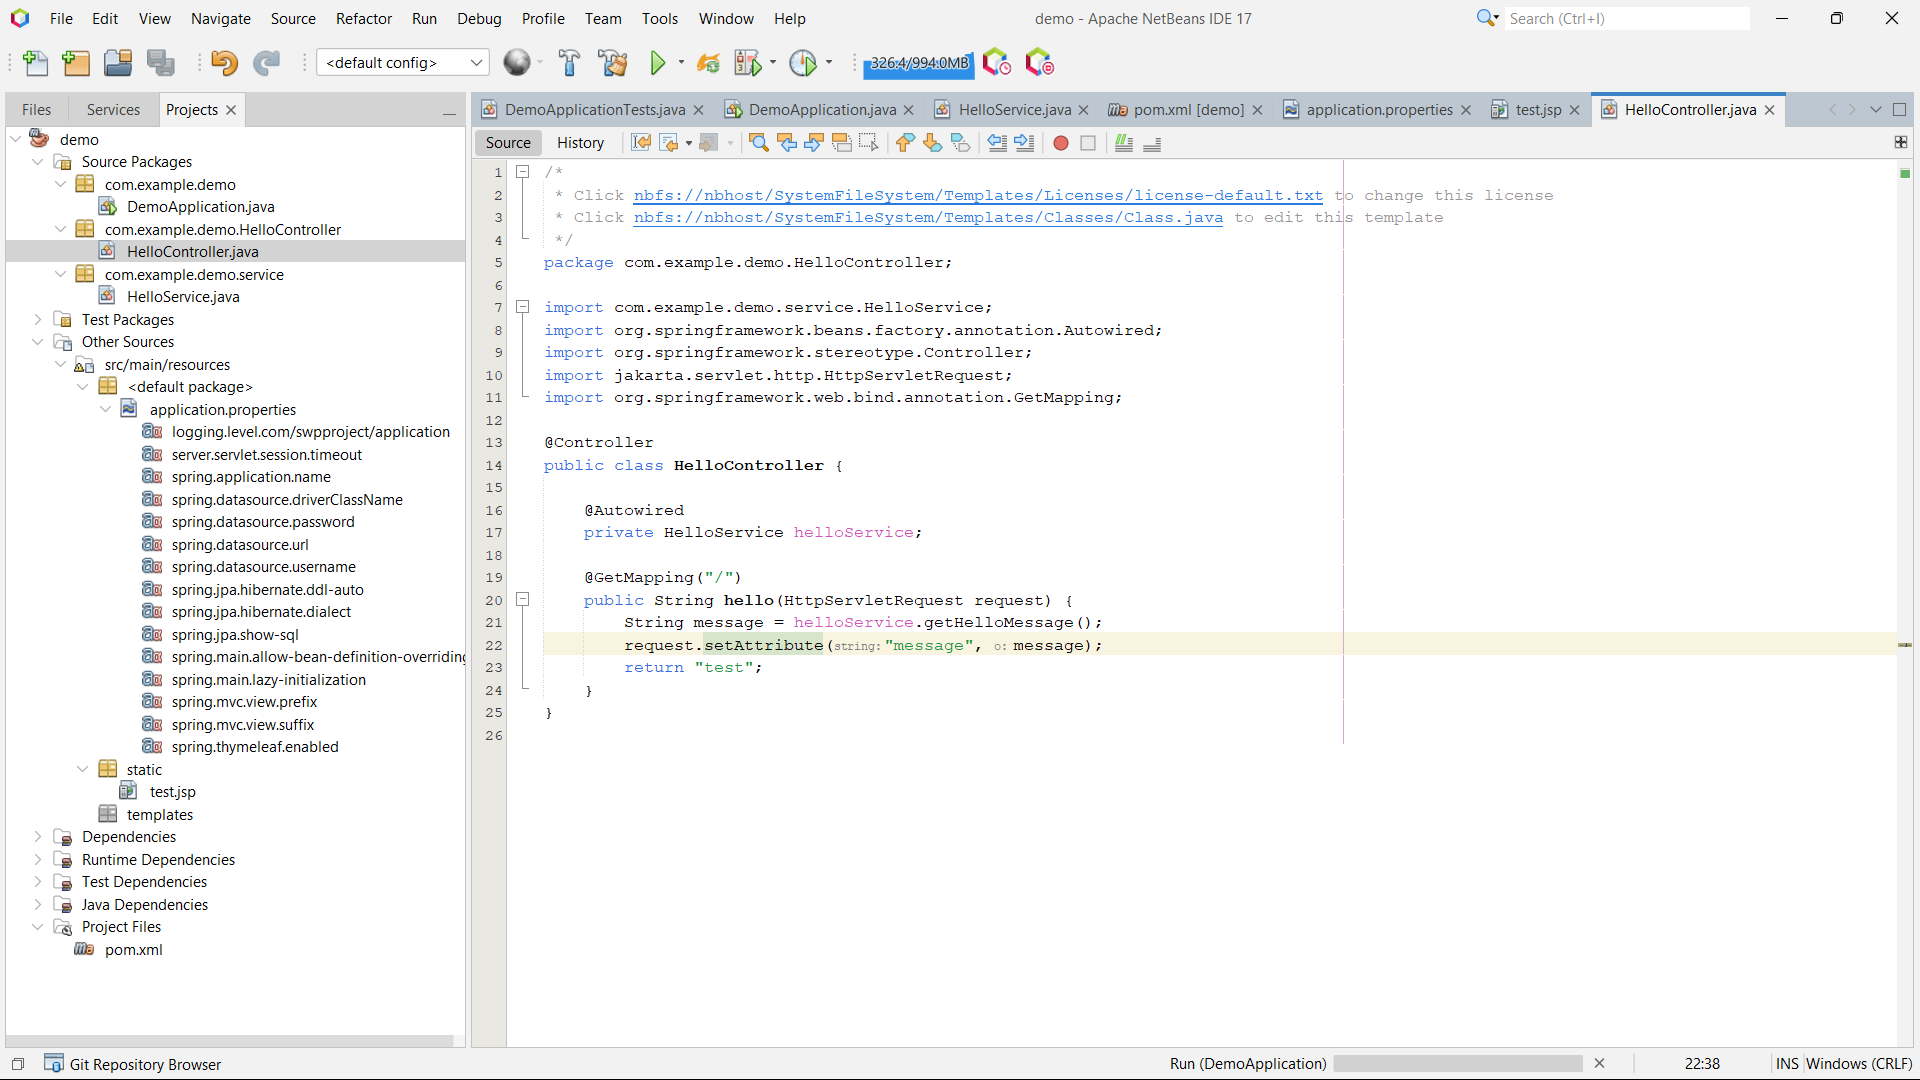 File Edit View Navigate Source Refactor Run Debug Profile Team Tools Window Help
demo - Apache NetBeans IDE 17
Search (Ctrl+I)
<default config>
326.4/994.0MB
Files Services Projects
DemoApplicationTests.java DemoApplication.java HelloService.java pom.xml [demo] application.properties test.jsp HelloController.java
Source History
demo
Source Packages
com.example.demo
DemoApplication.java
com.example.demo.HelloController
HelloController.java
com.example.demo.service
HelloService.java
Test Packages
Other Sources
src/main/resources
<default package>
application.properties
logging.level.com/swpproject/application
server.servlet.session.timeout
spring.application.name
spring.datasource.driverClassName
spring.datasource.password
spring.datasource.url
spring.datasource.username
spring.jpa.hibernate.ddl-auto
spring.jpa.hibernate.dialect
spring.jpa.show-sql
spring.main.allow-bean-definition-overriding
spring.main.lazy-initialization
spring.mvc.view.prefix
spring.mvc.view.suffix
spring.thymeleaf.enabled
static
test.jsp
templates
Dependencies
Runtime Dependencies
Test Dependencies
Java Dependencies
Project Files
pom.xml
1 /*
2 * Click nbfs://nbhost/SystemFileSystem/Templates/Licenses/license-default.txt to change this license
3 * Click nbfs://nbhost/SystemFileSystem/Templates/Classes/Class.java to edit this template
4 */
5 package com.example.demo.HelloController;
6
7 import com.example.demo.service.HelloService;
8 import org.springframework.beans.factory.annotation.Autowired;
9 import org.springframework.stereotype.Controller;
10 import jakarta.servlet.http.HttpServletRequest;
11 import org.springframework.web.bind.annotation.GetMapping;
12
13 @Controller
14 public class HelloController {
15
16 @Autowired
17 private HelloService helloService;
18
19 @GetMapping("/")
20 public String hello(HttpServletRequest request) {
21 String message = helloService.getHelloMessage();
22 request.setAttribute(string: "message", o: message);
23 return "test";
24 }
25 }
26
Git Repository Browser
Run (DemoApplication)
22:38
INS
Windows (CRLF)